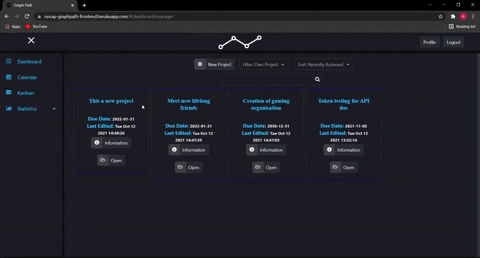 Graph Path
nocap-graphpath-frontend.herokuapp.com/#/dashboard/manager
Apps
YouTube
Reading list
Profile
Logout
Dashboard
Calendar
Kanban
Statistics
New Project
Filter: Own Project
Sort: Recently Accessed
This a new project
Due Date: 2022-01-31
Last Edited: Tue Oct 12
2021 14:49:26
Information
Open
Meet new lifelong
friends
Due Date: 2022-01-31
Last Edited: Tue Oct 12
2021 14:47:31
Information
Open
Creation of gaming
organisation
Due Date: 2030-12-31
Last Edited: Tue Oct 12
2021 14:47:03
Information
Open
Token testing for API
doc
Due Date: 2021-11-05
Last Edited: Tue Oct 12
2021 13:32:14
Information
Open